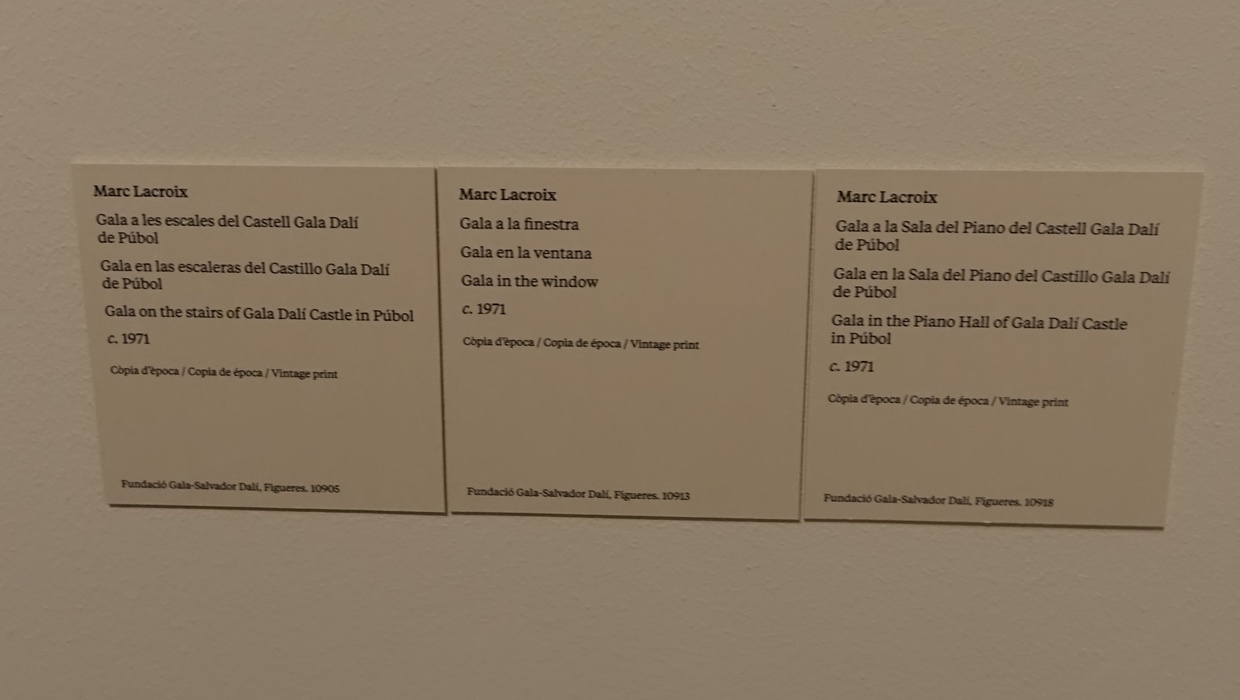 Marc Lacroix
Gala a les escales del Castell Gala Dalí
de Púbol
Gala en las escaleras del Castillo Gala Dalí
de Púbol
Gala on the stairs of Gala Dalí Castle in Púbol
c. 1971
Còpia d'època / Copia de época / Vintage print
Fundació Gala-Salvador Dalí, Figueres. 10905
Marc Lacroix
Gala a la finestra
Gala en la ventana
Gala in the window
c. 1971
Còpia d'època / Copia de época / Vintage print
Fundació Gala-Salvador Dalí, Figueres. 10913
Marc Lacroix
Gala a la Sala del Piano del Castell Gala Dalí
de Púbol
Gala en la Sala del Piano del Castillo Gala Dalí
de Púbol
Gala in the Piano Hall of Gala Dalí Castle
in Púbol
c. 1971
Còpia d'època / Copia de época / Vintage print
Fundació Gala-Salvador Dalí, Figueres. 10918